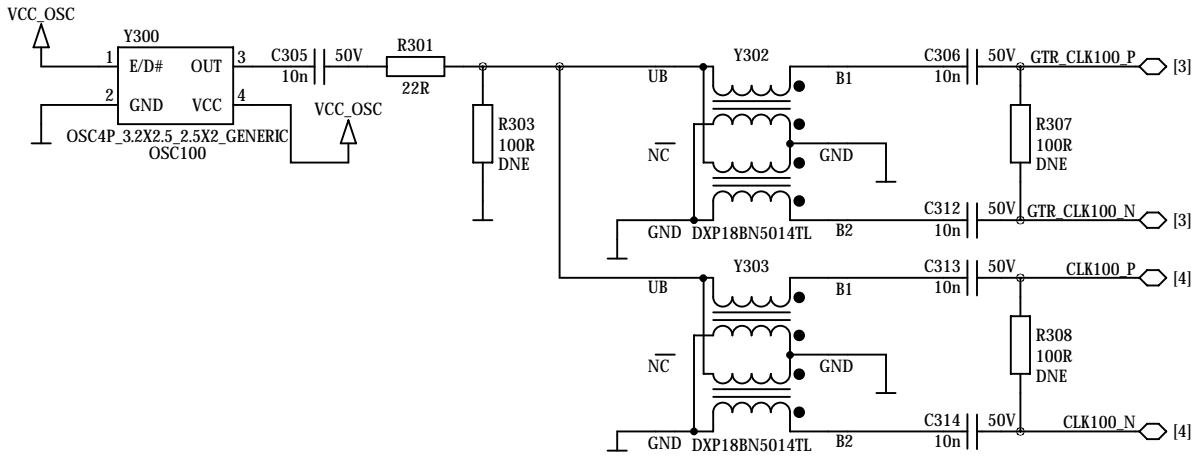 VCC_OSC
Y300
1 E/D# OUT 3
2 GND VCC 4
OSC4P_3.2X2.5_2.5X2_GENERIC
OSC100
VCC_OSC
C305 50V
10n
R301
22R
R303
100R
DNE
Y302
UB B1
NC GND
GND DXP18BN5014TL B2
C306 50V
10n
GTR_CLK100_P [3]
R307
100R
DNE
C312 50V
10n
GTR_CLK100_N [3]
Y303
UB B1
NC GND
GND DXP18BN5014TL B2
C313 50V
10n
CLK100_P [4]
R308
100R
DNE
C314 50V
10n
CLK100_N [4]